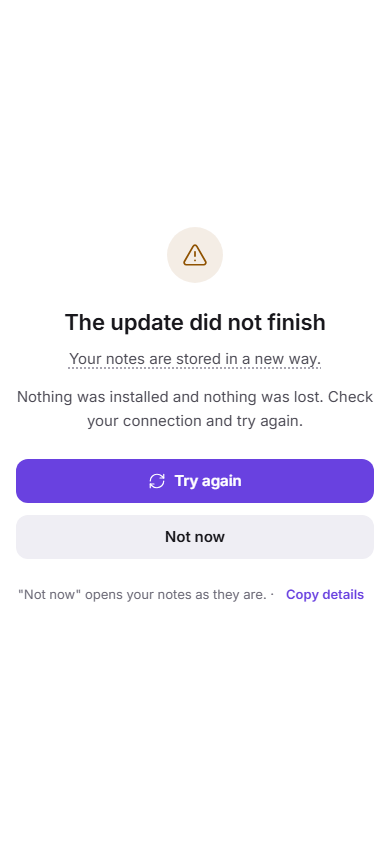 The update did not finish
Your notes are stored in a new way.
Nothing was installed and nothing was lost. Check
your connection and try again.
Try again
Not now
"Not now" opens your notes as they are. · Copy details